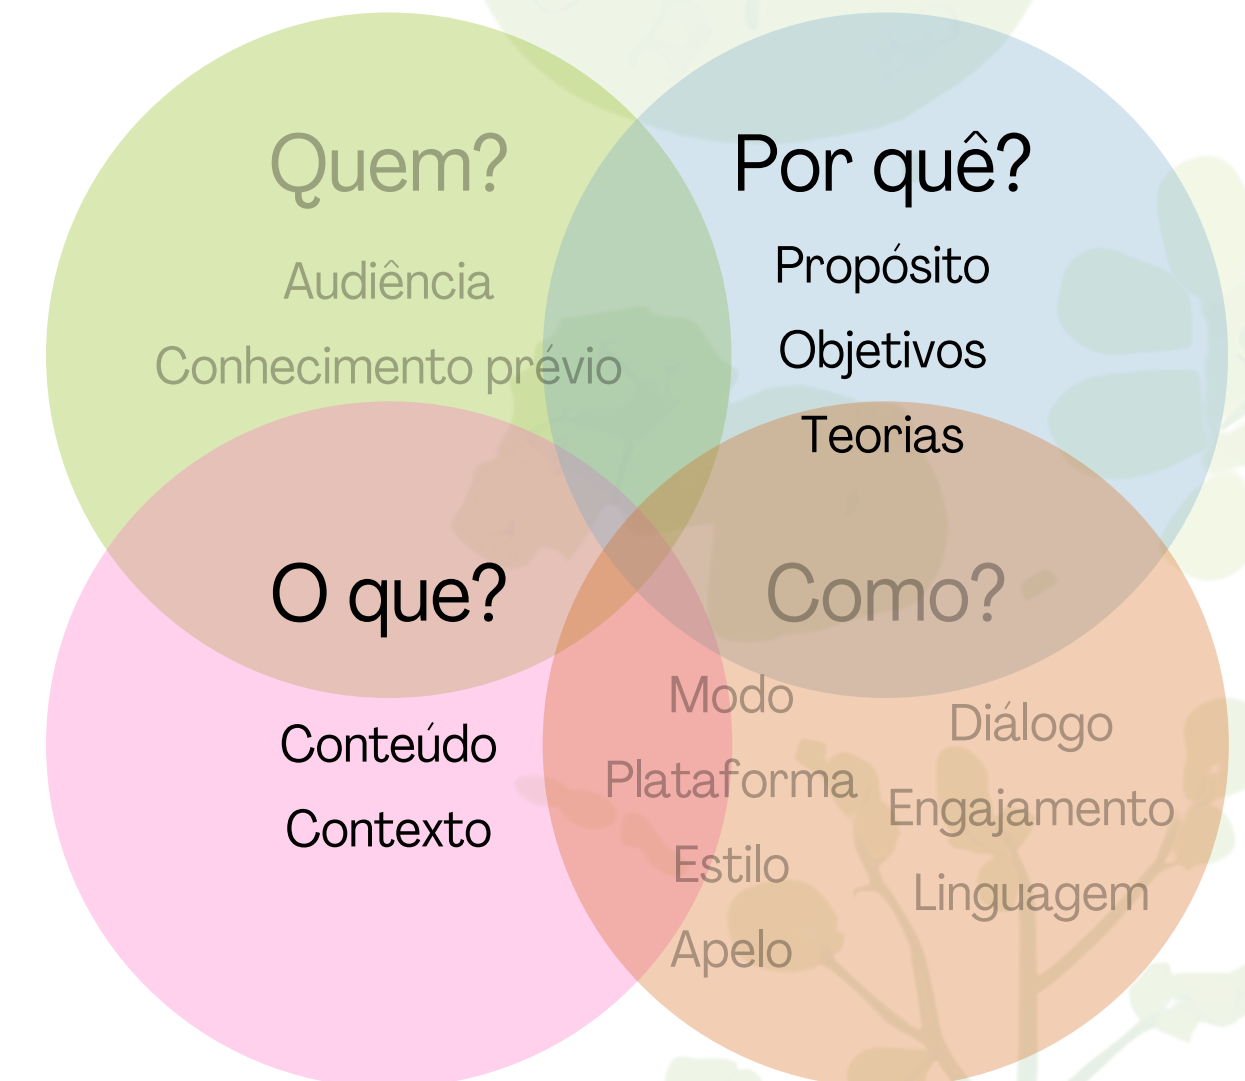 Quem?
Audiência
Conhecimento prévio
Por quê?
Propósito
Objetivos
Teorias
O que?
Conteúdo
Contexto
Como?
Modo
Plataforma
Estilo
Apelo
Diálogo
Engajamento
Linguagem